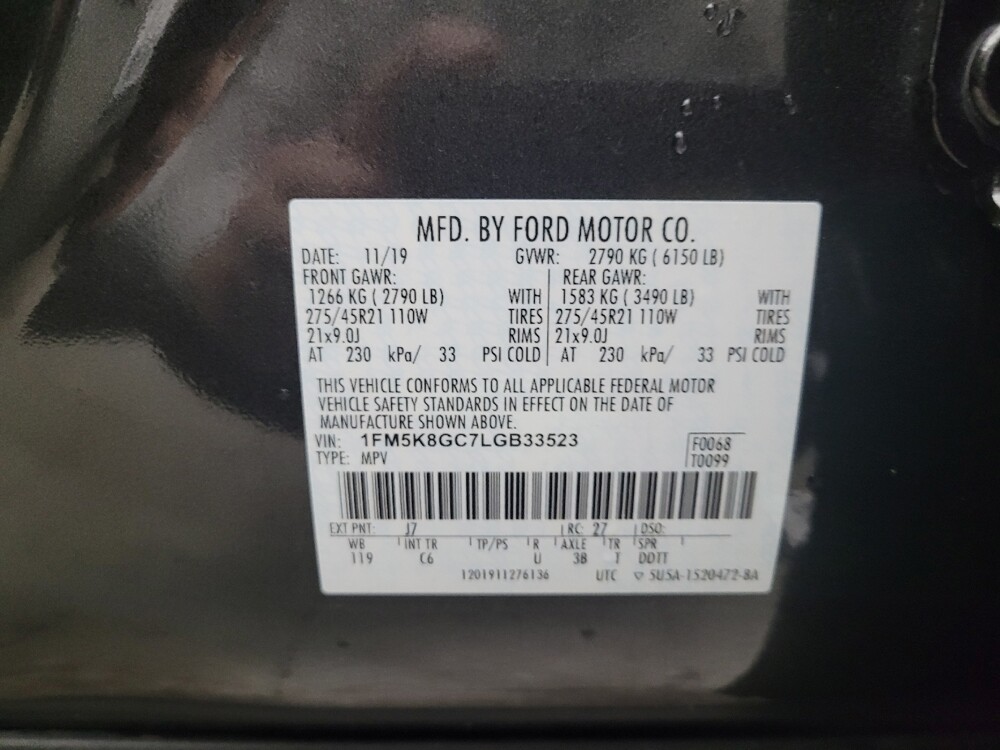 MFD. BY FORD MOTOR CO.
DATE: 11/19 GVWR: 2790 KG ( 6150 LB)
FRONT GAWR: REAR GAWR:
1266 KG ( 2790 LB) WITH 1583 KG ( 3490 LB) WITH
275/45R21 110W TIRES 275/45R21 110W TIRES
21x9.0J RIMS 21x9.0J RIMS
AT 230 kPa/ 33 PSI COLD AT 230 kPa/ 33 PSI COLD
THIS VEHICLE CONFORMS TO ALL APPLICABLE FEDERAL MOTOR
VEHICLE SAFETY STANDARDS IN EFFECT ON THE DATE OF
MANUFACTURE SHOWN ABOVE.
VIN: 1FM5K8GC7LGB33523 F0068
TYPE: MPV T0099
EXT PNT: J7 RC: 27 DSO:
WB INT TR TP/PS R AXLE TR SPR
119 C6 U 3B T DDTT
1201911276136 UTC ▽ 5U5A-1520472-BA